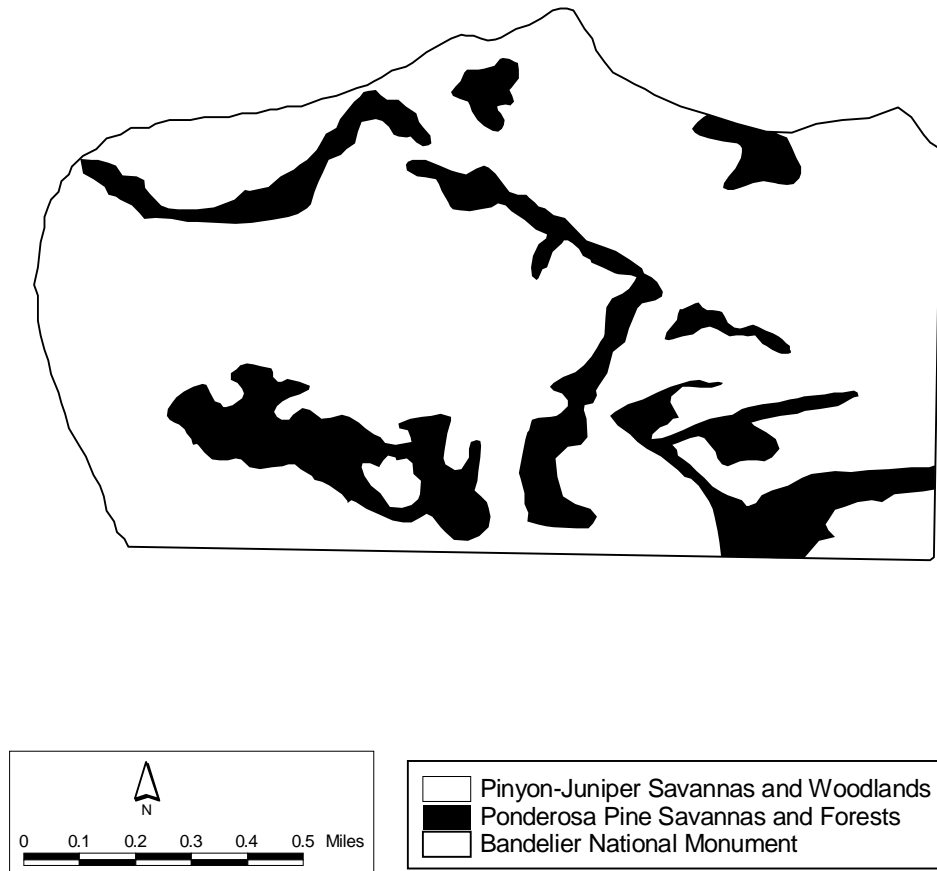 N
0 0.1 0.2 0.3 0.4 0.5 Miles
Pinyon-Juniper Savannas and Woodlands
Ponderosa Pine Savannas and Forests
Bandelier National Monument